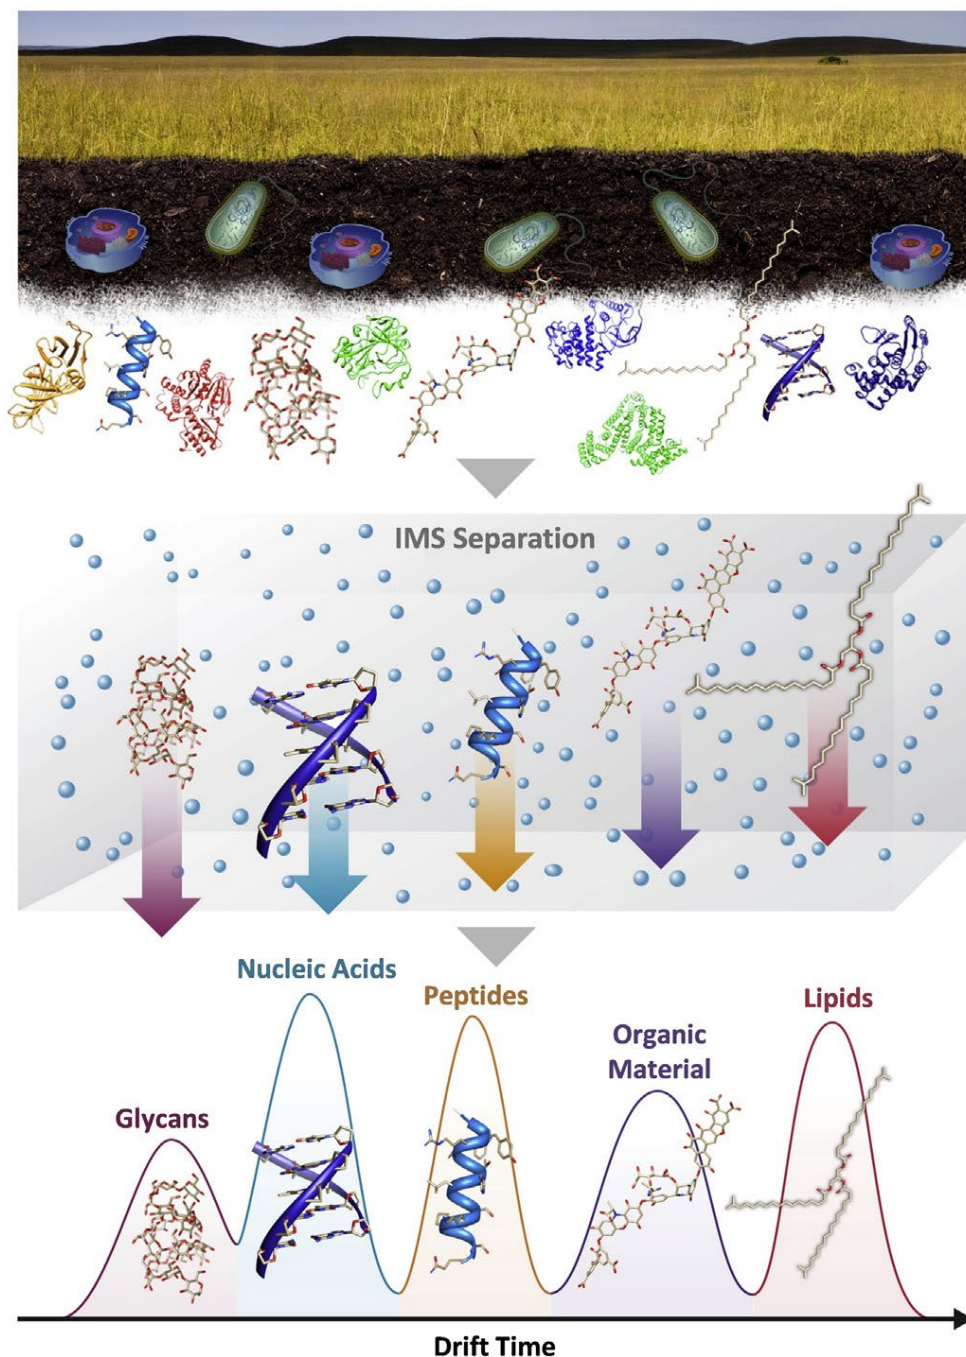 IMS Separation
Nucleic Acids
Peptides
Lipids
Organic
Material
Glycans
Drift Time